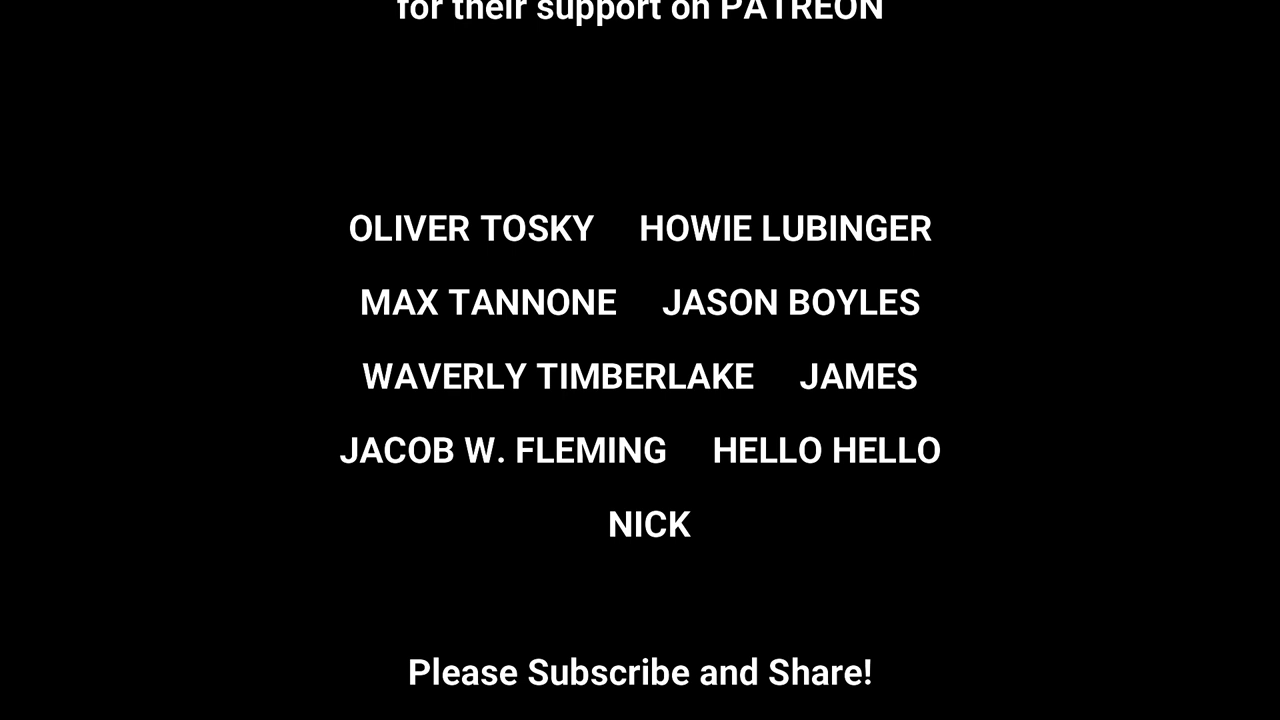 for their support on PATREON
OLIVER TOSKY HOWIE LUBINGER
MAX TANNONE JASON BOYLES
WAVERLY TIMBERLAKE JAMES
JACOB W. FLEMING HELLO HELLO
NICK
Please Subscribe and Share!